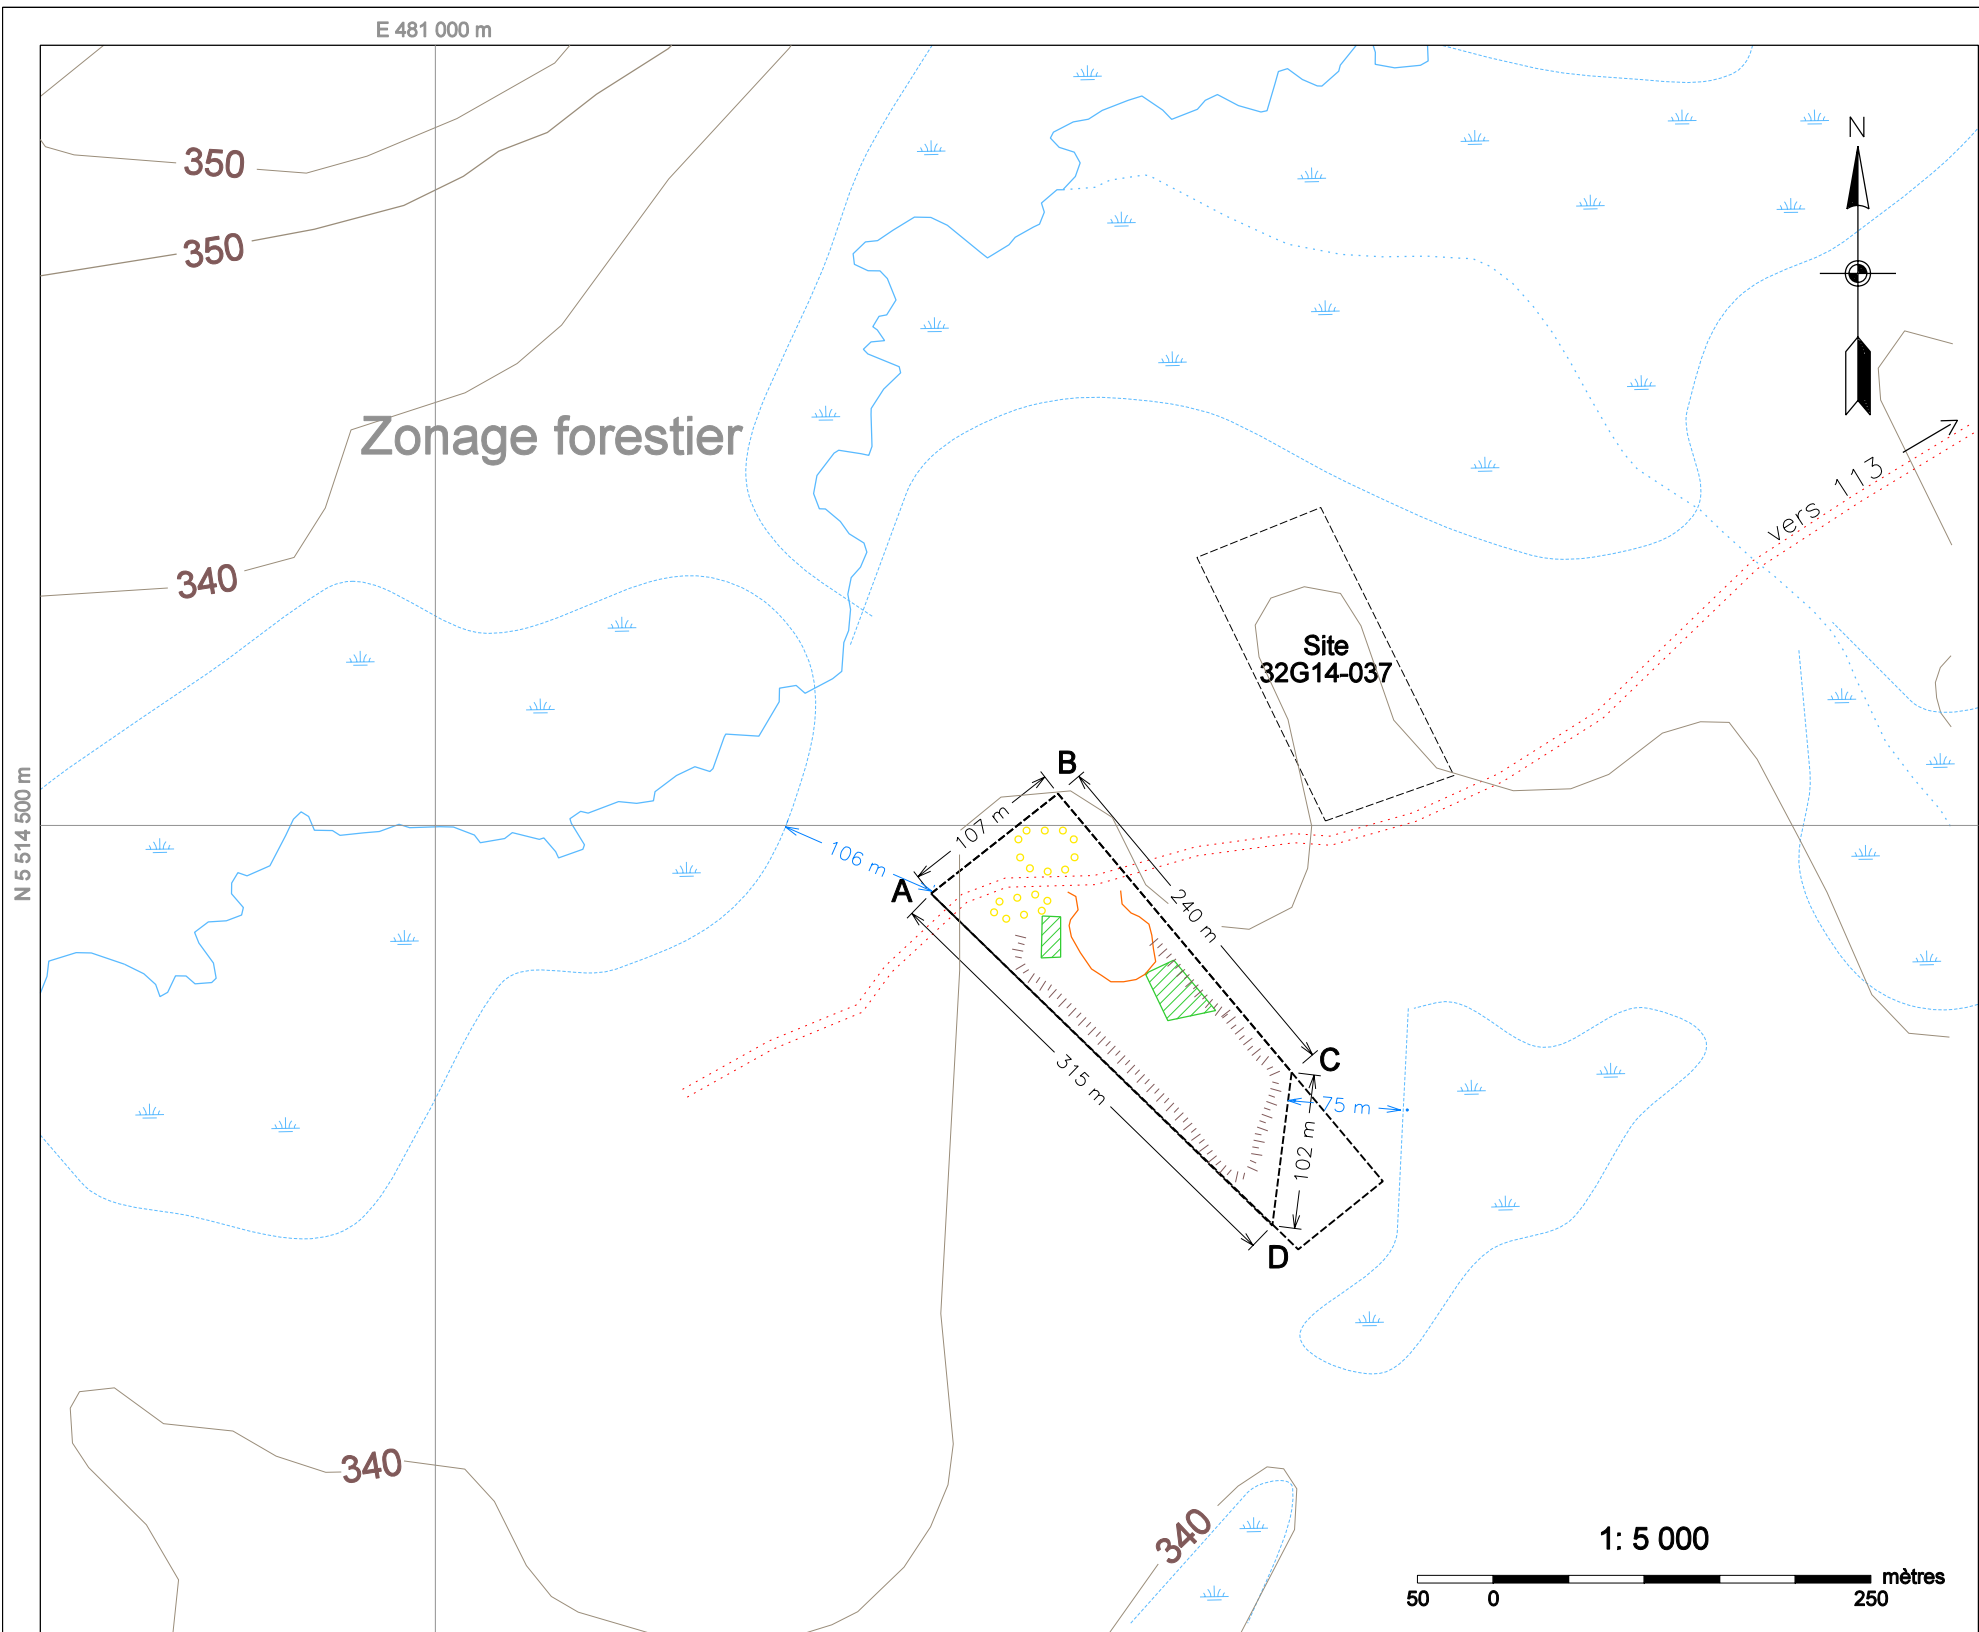 E 481 000 m
N
350
350
Zonage forestier
vers 113
340
Site
32G14-037
B
N 5 514 500 m
107 m
106 m
A
240 m
C
315 m
75 m
102 m
D
340
340
1: 5 000
mètres
50 0 250